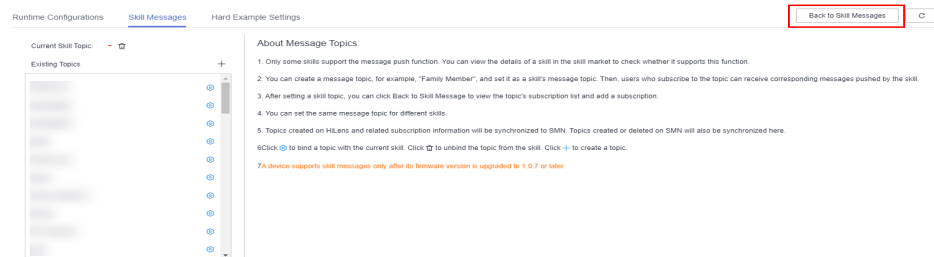 Runtime Configurations Skill Messages Hard Example Settings Back to Skill Messages C
Current Skill Topic: -
Existing Topics +
About Message Topics:
1. Only some skills support the message push function. You can view the details of a skill in the skill market to check whether it supports this function.
2. You can create a message topic, for example, "Family Member", and set it as a skill's message topic. Then, users who subscribe to the topic can receive corresponding messages pushed by the skill.
3. After setting a skill topic, you can click Back to Skill Message to view the topic's subscription list and add a subscription.
4. You can set the same message topic for different skills.
5. Topics created on HiLens and related subscription information will be synchronized to SMN. Topics created or deleted on SMN will also be synchronized here.
6Click to bind a topic with the current skill. Click to unbind the topic from the skill. Click + to create a topic.
7A device supports skill messages only after its firmware version is upgraded to 1.0.7 or later.